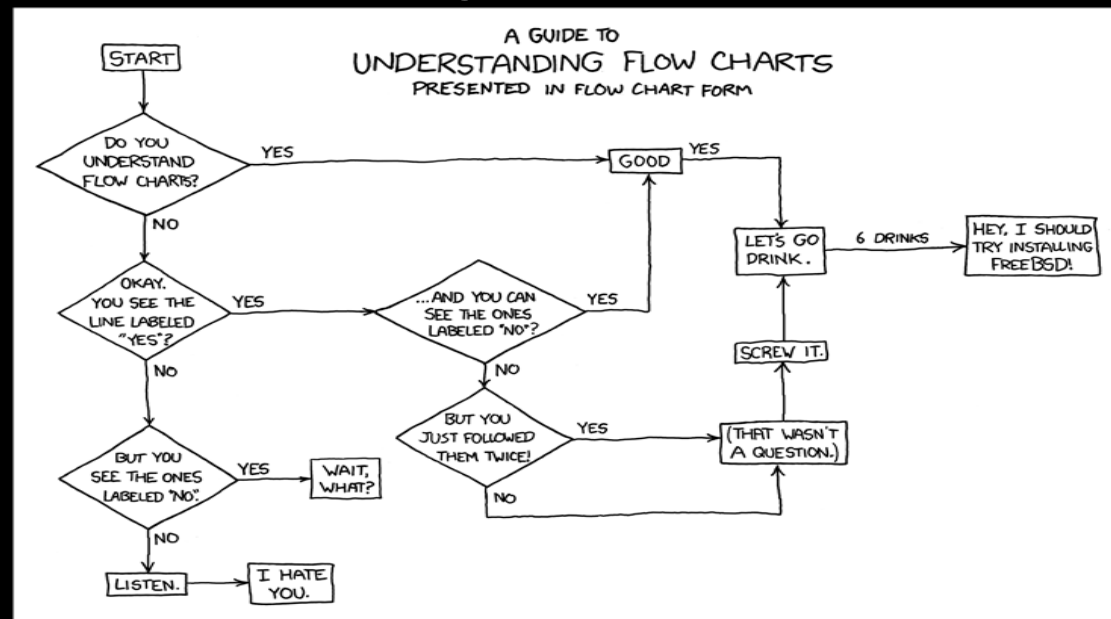 A GUIDE TO
UNDERSTANDING FLOW CHARTS
PRESENTED IN FLOW CHART FORM
START
DO YOU
UNDERSTAND
FLOW CHARTS?
YES
GOOD
YES
NO
LET'S GO
DRINK.
6 DRINKS
HEY, I SHOULD
TRY INSTALLING
FREEBSD!
OKAY.
YOU SEE THE
LINE LABELED
"YES"?
YES
...AND YOU CAN
SEE THE ONES
LABELED "NO"?
YES
NO
NO
SCREW IT.
BUT YOU
JUST FOLLOWED
THEM TWICE!
YES
(THAT WASN'T
A QUESTION.)
NO
BUT YOU
SEE THE ONES
LABELED "NO".
YES
WAIT,
WHAT?
NO
LISTEN.
I HATE
YOU.